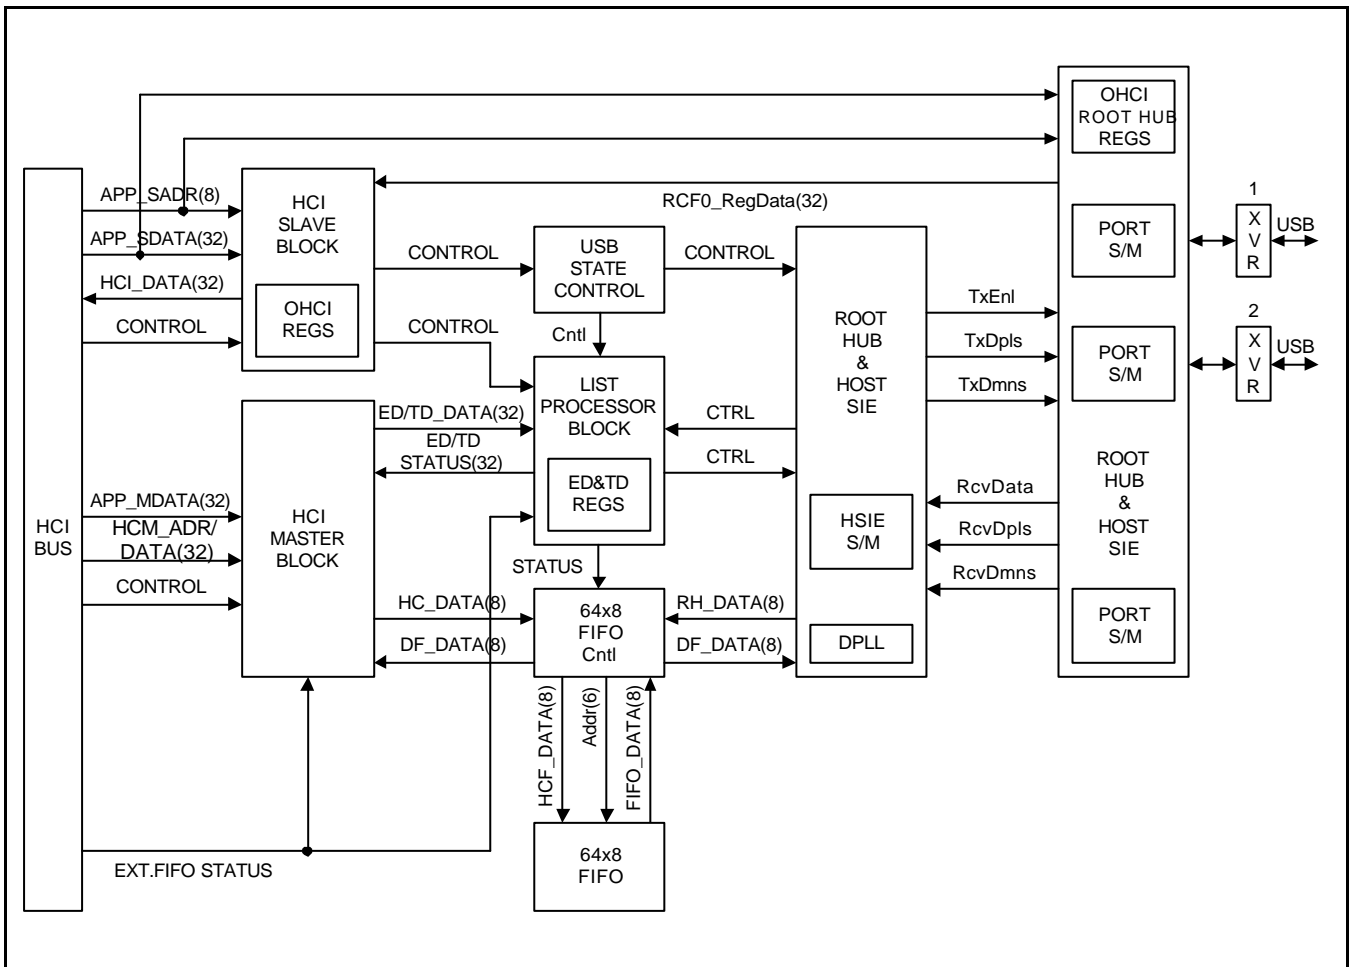 OHCI
ROOT HUB
REGS
APP_SADR(8)
HCI
SLAVE
BLOCK
RCF0_RegData(32)
1
PORT
S/M
X
V
R
USB
APP_SDATA(32)
CONTROL
USB
STATE
CONTROL
CONTROL
HCI_DATA(32)
OHCI
REGS
CONTROL
CONTROL
Cntl
ROOT
HUB
&
HOST
SIE
TxEnl
TxDpls
TxDmns
2
PORT
S/M
X
V
R
USB
LIST
PROCESSOR
BLOCK
ED/TD_DATA(32)
ED/TD
STATUS(32)
CTRL
CTRL
ED&TD
REGS
HCI
BUS
APP_MDATA(32)
HCM_ADR/
DATA(32)
CONTROL
HCI
MASTER
BLOCK
HSIE
S/M
RcvData
RcvDpls
RcvDmns
ROOT
HUB
&
HOST
SIE
STATUS
HC_DATA(8)
DF_DATA(8)
64x8
FIFO
Cntl
RH_DATA(8)
DF_DATA(8)
DPLL
PORT
S/M
HCF_DATA(8)
Addr(6)
FIFO_DATA(8)
EXT.FIFO STATUS
64x8
FIFO